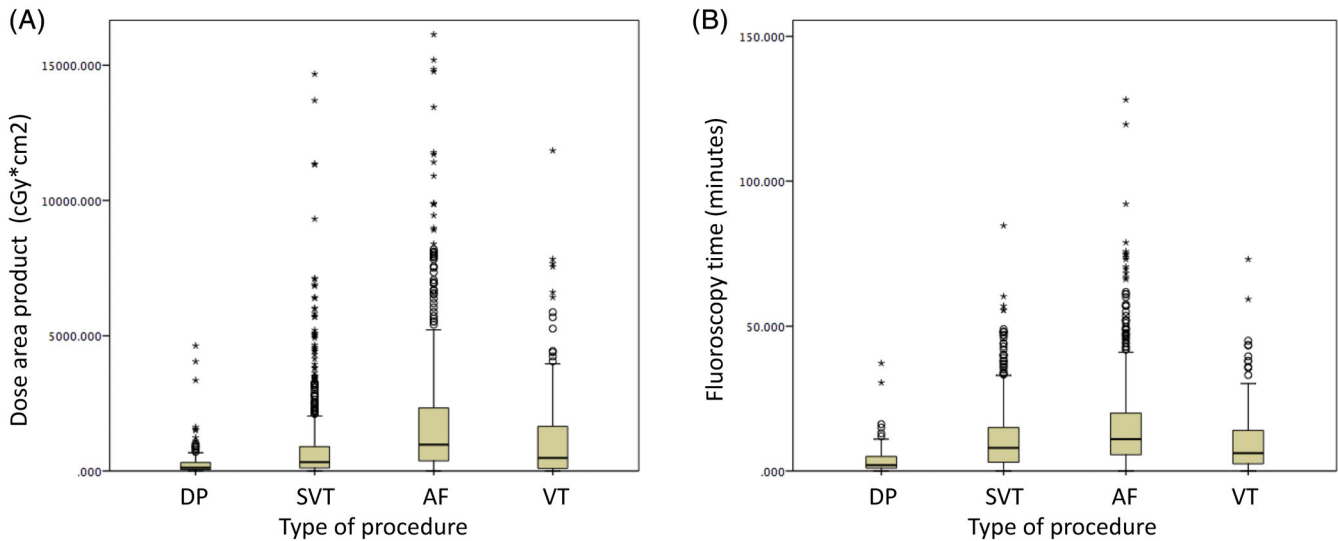 (A)
Dose area product (cGy*cm2)
15000.000
10000.000
5000.000
.000
DP SVT AF VT
Type of procedure
(B)
Fluoroscopy time (minutes)
150.000
100.000
50.000
.000
DP SVT AF VT
Type of procedure